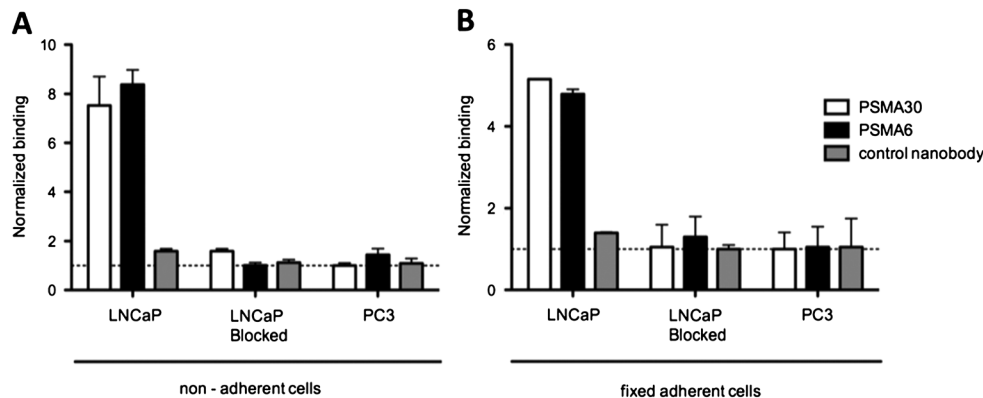 A
B
10
8
6
4
2
0
Normalized binding
LNCaP
LNCaP
Blocked
PC3
non - adherent cells
6
4
2
0
Normalized binding
LNCaP
LNCaP
Blocked
PC3
fixed adherent cells
PSMA30
PSMA6
control nanobody